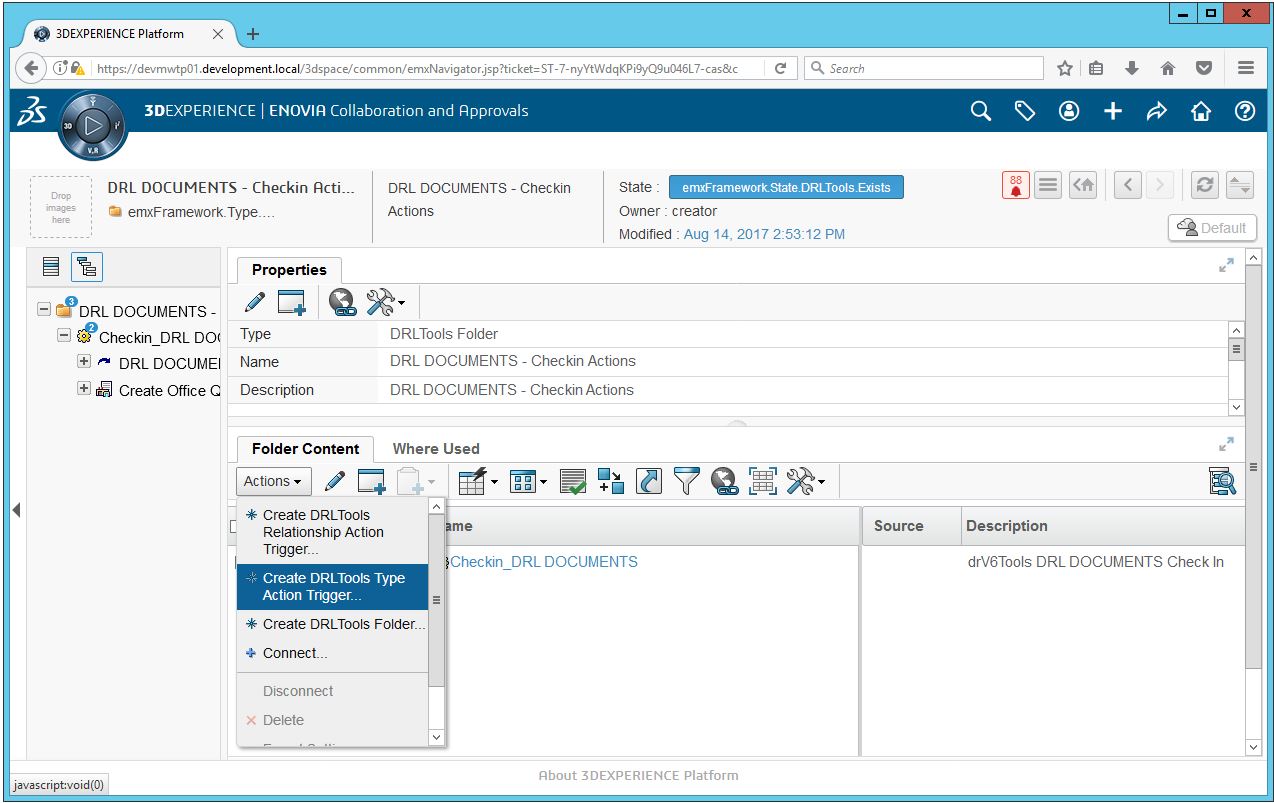 3DEXPERIENCE Platform
https://devmwtp01.development.local/3dspace/common/emxNavigator.jsp?ticket=ST-7-nyYtWdqKPi9yQ9u046L7-cas&c
Search
3DEXPERIENCE | ENOVIA Collaboration and Approvals
3D
V.R
Drop
images
here
DRL DOCUMENTS - Checkin Acti...
emxFramework.Type....
DRL DOCUMENTS - Checkin
Actions
State : emxFramework.State.DRLTools.Exists
Owner : creator
Modified : Aug 14, 2017 2:53:12 PM
88
Default
3
DRL DOCUMENTS -
2
Checkin_DRL DO
DRL DOCUME
Create Office Q
Properties
Type DRLTools Folder
Name DRL DOCUMENTS - Checkin Actions
Description DRL DOCUMENTS - Checkin Actions
Folder Content Where Used
Actions
ame Source Description
Checkin_DRL DOCUMENTS drV6Tools DRL DOCUMENTS Check In
Create DRLTools
Relationship Action
Trigger...
Create DRLTools Type
Action Trigger...
Create DRLTools Folder...
Connect...
Disconnect
Delete
About 3DEXPERIENCE Platform
javascript:void(0)